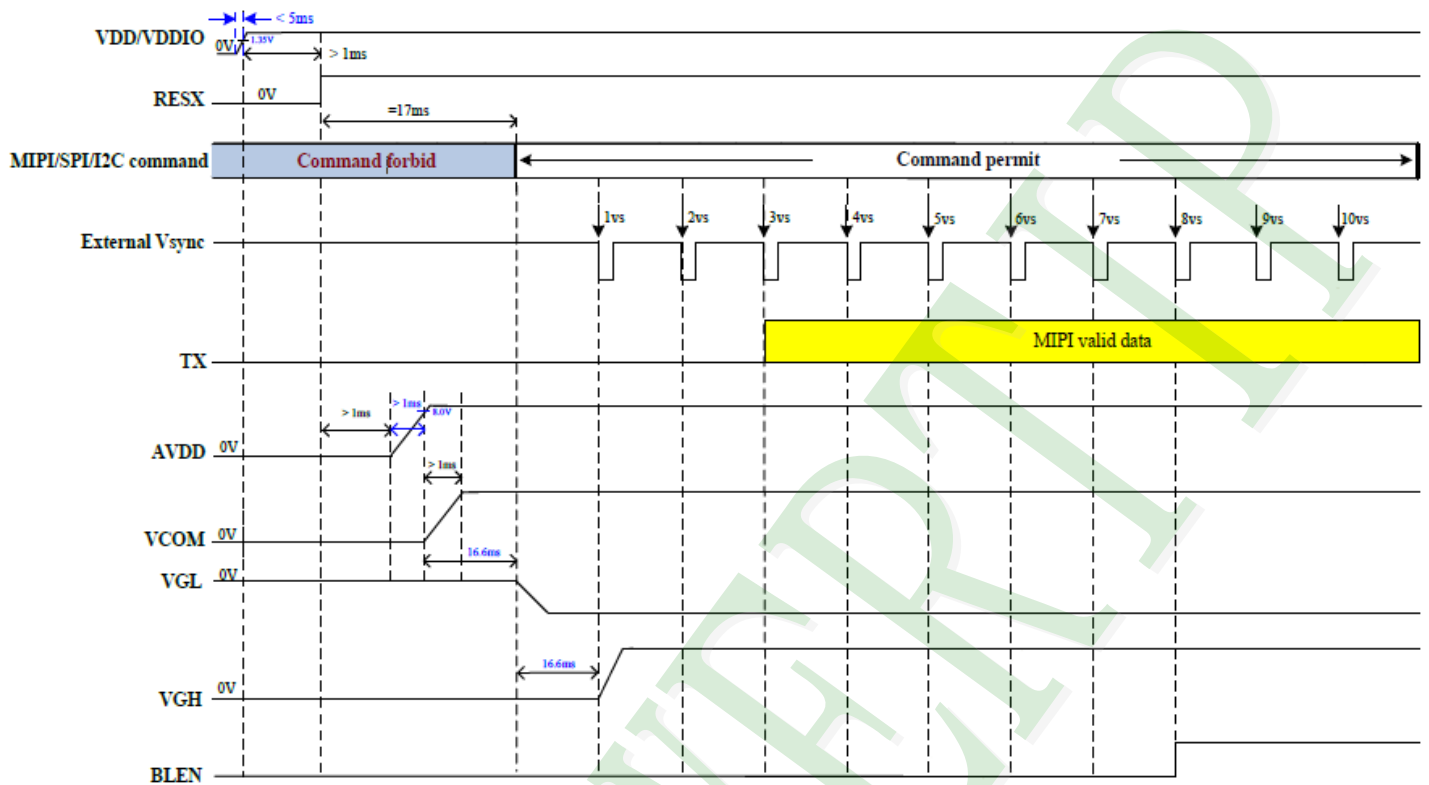 < 5ms
VDD/VDDIO
0V
1.35V
> 1ms
RESX
0V
=17ms
MIPI/SPI/I2C command
Command forbid
Command permit
1vs 2vs 3vs 4vs 5vs 6vs 7vs 8vs 9vs 10vs
External Vsync
MIPI valid data
TX
> 1ms
> 1ms
8.0V
AVDD
0V
> 1ms
VCOM
0V
16.6ms
VGL
0V
16.6ms
VGH
0V
BLEN
VERTIP